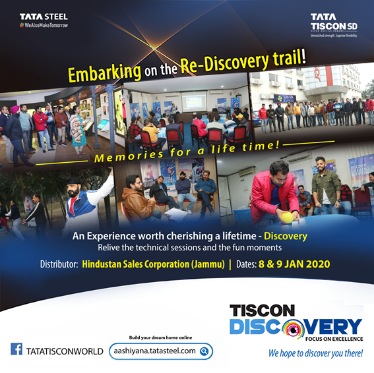 TATA STEEL
#WeAlsoMakeTomorrow
TATA
TISCON SD
Embarking on the Re-Discovery trail!
Memories for a life time!
An Experience worth cherishing a lifetime - Discovery
Relive the technical sessions and the fun moments
Distributor: Hindustan Sales Corporation (Jammu) | Dates: 8 & 9 JAN 2020
TISCON
DISCOVERY
FOCUS ON EXCELLENCE
Build your dream home online
TATATISCONWORLD
aashiyana.tatasteel.com
We hope to discover you there!